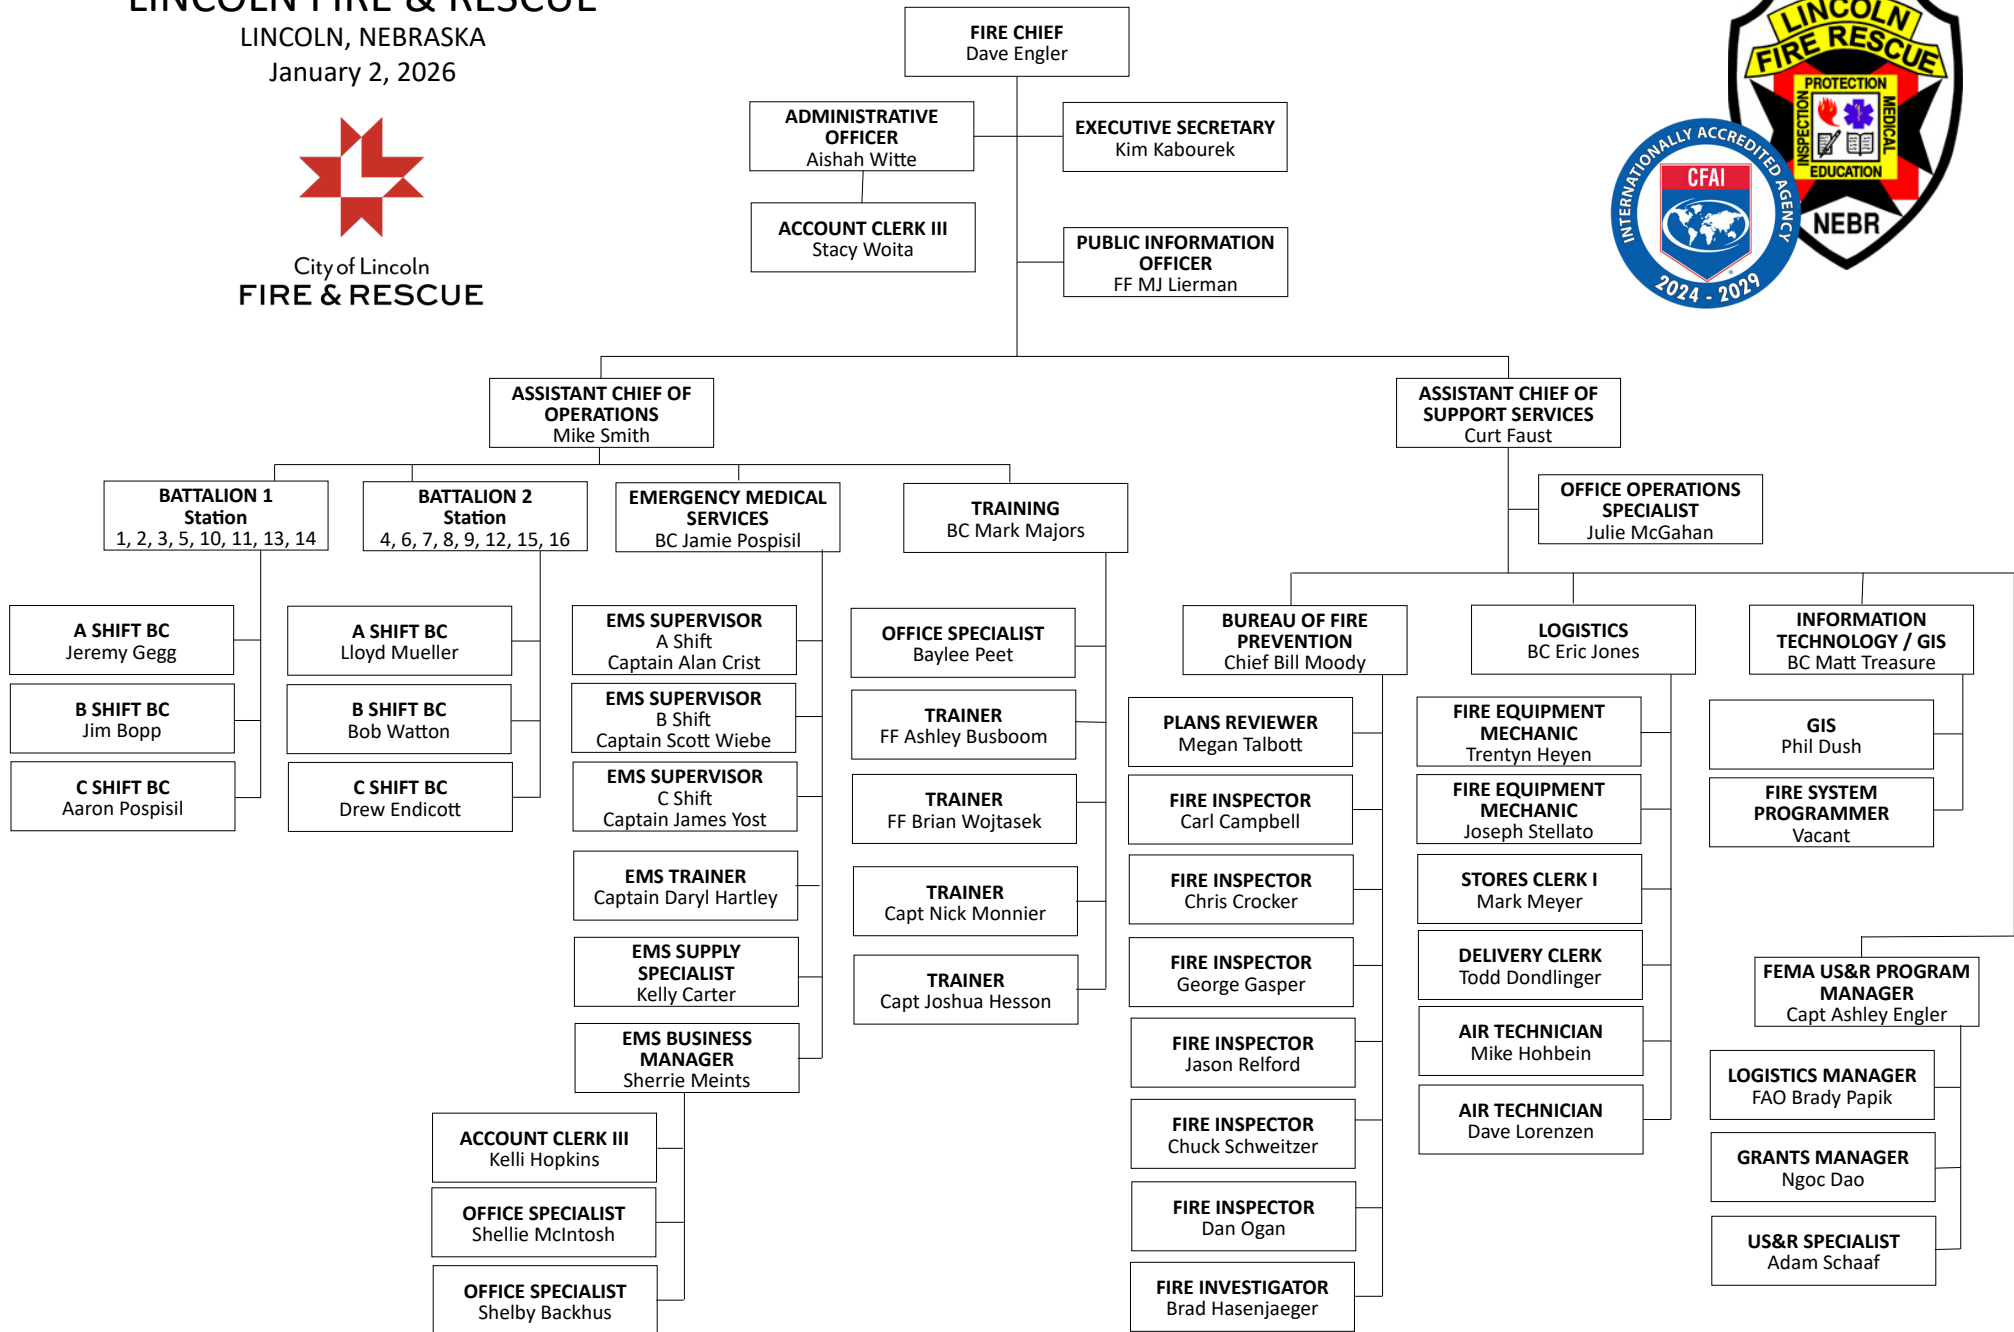 LINCOLN FIRE & RESCUE
LINCOLN, NEBRASKA
January 2, 2026
City of Lincoln
FIRE & RESCUE
FIRE CHIEF
Dave Engler
ADMINISTRATIVE
OFFICER
Aishah Witte
EXECUTIVE SECRETARY
Kim Kabourek
ACCOUNT CLERK III
Stacy Woita
PUBLIC INFORMATION
OFFICER
FF MJ Lierman
LINCOLN
FIRE RESCUE
PROTECTION
INSPECTION
MEDICAL
EDUCATION
NEBR
INTERNATIONALLY ACCREDITED AGENCY
CFAI
®
2024 - 2029
ASSISTANT CHIEF OF
OPERATIONS
Mike Smith
ASSISTANT CHIEF OF
SUPPORT SERVICES
Curt Faust
BATTALION 1
Station
1, 2, 3, 5, 10, 11, 13, 14
BATTALION 2
Station
4, 6, 7, 8, 9, 12, 15, 16
EMERGENCY MEDICAL
SERVICES
BC Jamie Pospisil
TRAINING
BC Mark Majors
OFFICE OPERATIONS
SPECIALIST
Julie McGahan
A SHIFT BC
Jeremy Gegg
B SHIFT BC
Jim Bopp
C SHIFT BC
Aaron Pospisil
A SHIFT BC
Lloyd Mueller
B SHIFT BC
Bob Watton
C SHIFT BC
Drew Endicott
EMS SUPERVISOR
A Shift
Captain Alan Crist
EMS SUPERVISOR
B Shift
Captain Scott Wiebe
EMS SUPERVISOR
C Shift
Captain James Yost
EMS TRAINER
Captain Daryl Hartley
EMS SUPPLY
SPECIALIST
Kelly Carter
EMS BUSINESS
MANAGER
Sherrie Meints
ACCOUNT CLERK III
Kelli Hopkins
OFFICE SPECIALIST
Shellie McIntosh
OFFICE SPECIALIST
Shelby Backhus
OFFICE SPECIALIST
Baylee Peet
TRAINER
FF Ashley Busboom
TRAINER
FF Brian Wojtasek
TRAINER
Capt Nick Monnier
TRAINER
Capt Joshua Hesson
BUREAU OF FIRE
PREVENTION
Chief Bill Moody
PLANS REVIEWER
Megan Talbott
FIRE INSPECTOR
Carl Campbell
FIRE INSPECTOR
Chris Crocker
FIRE INSPECTOR
George Gasper
FIRE INSPECTOR
Jason Relford
FIRE INSPECTOR
Chuck Schweitzer
FIRE INSPECTOR
Dan Ogan
FIRE INVESTIGATOR
Brad Hasenjaeger
LOGISTICS
BC Eric Jones
FIRE EQUIPMENT
MECHANIC
Trentyn Heyen
FIRE EQUIPMENT
MECHANIC
Joseph Stellato
STORES CLERK I
Mark Meyer
DELIVERY CLERK
Todd Dondlinger
AIR TECHNICIAN
Mike Hohbein
AIR TECHNICIAN
Dave Lorenzen
INFORMATION
TECHNOLOGY / GIS
BC Matt Treasure
GIS
Phil Dush
FIRE SYSTEM
PROGRAMMER
Vacant
FEMA US&R PROGRAM
MANAGER
Capt Ashley Engler
LOGISTICS MANAGER
FAO Brady Papik
GRANTS MANAGER
Ngoc Dao
US&R SPECIALIST
Adam Schaaf